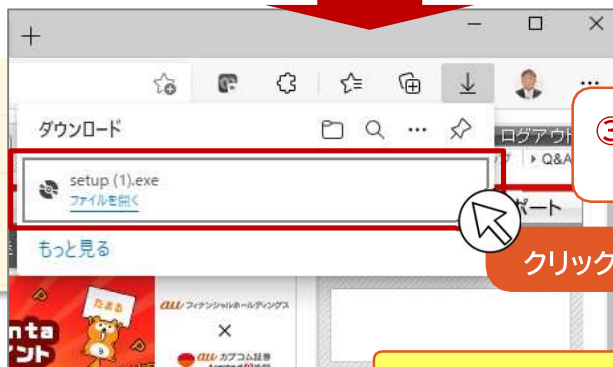 ダウンロード
ログアウ
③
Q&A
setup (1).exe
ファイルを開く
ポート
もっと見る
クリック
たまる
au フィナンシャルホールディングス
nta
×
イント
au カブコム証券